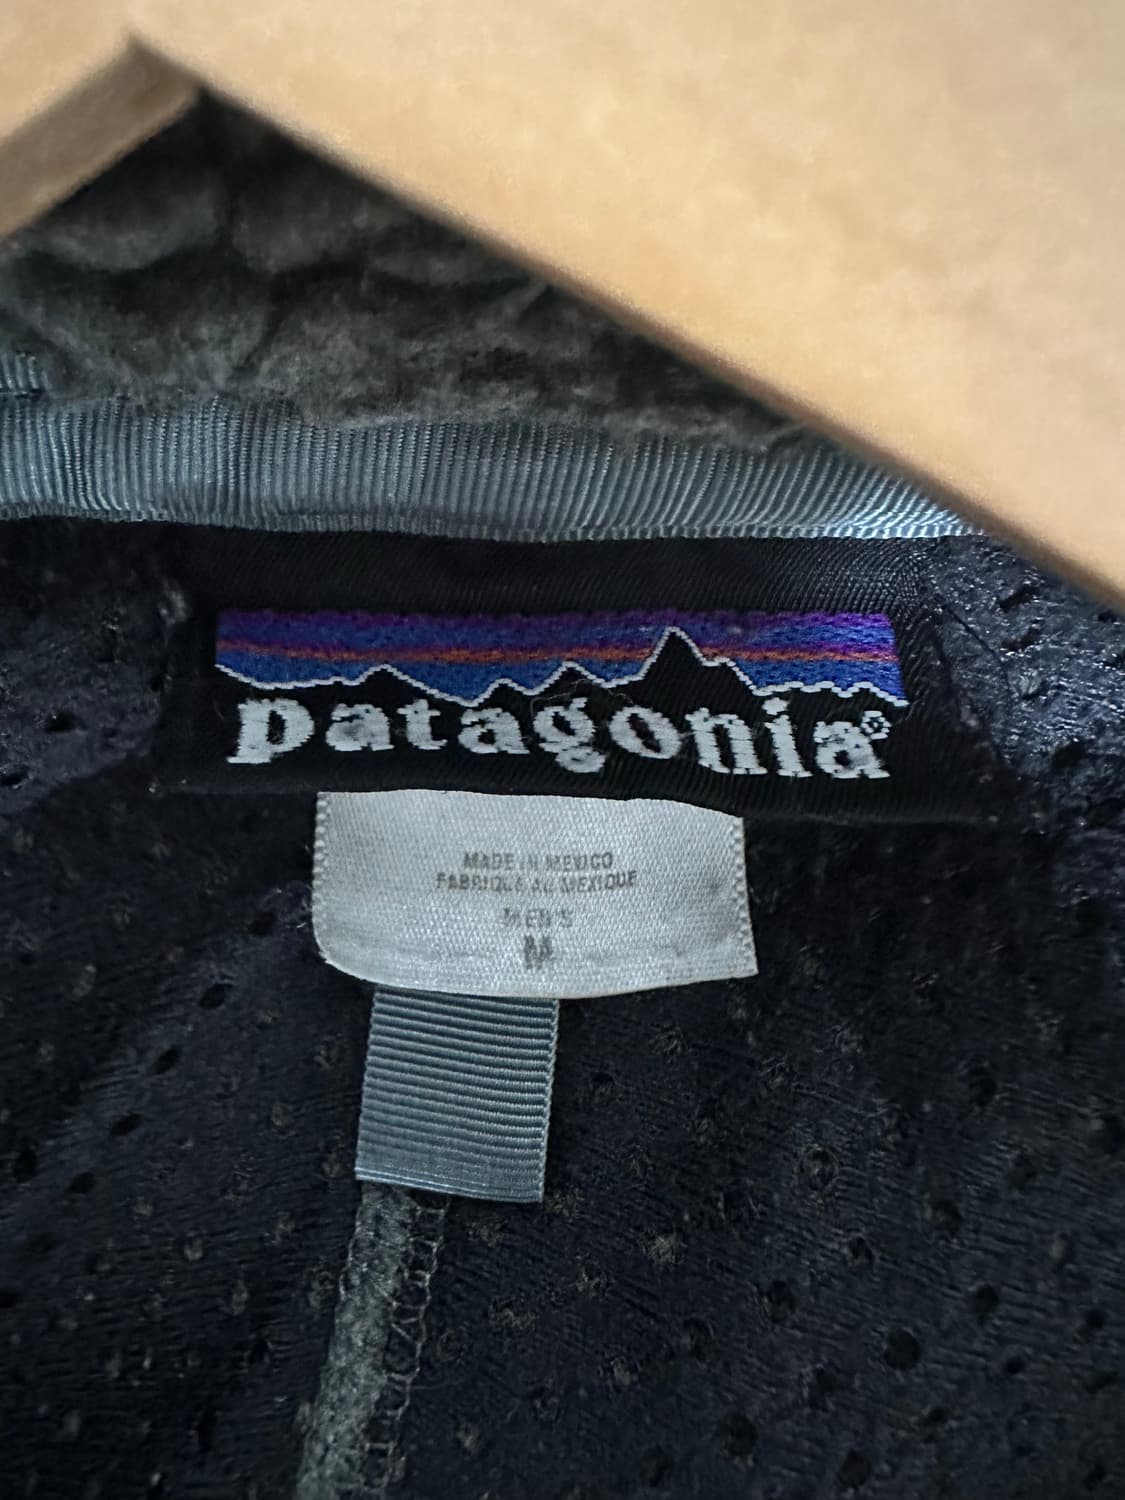 patagonia®
MADE IN MEXICO
FABRIQUÉ AU MEXIQUE
MEN'S
M